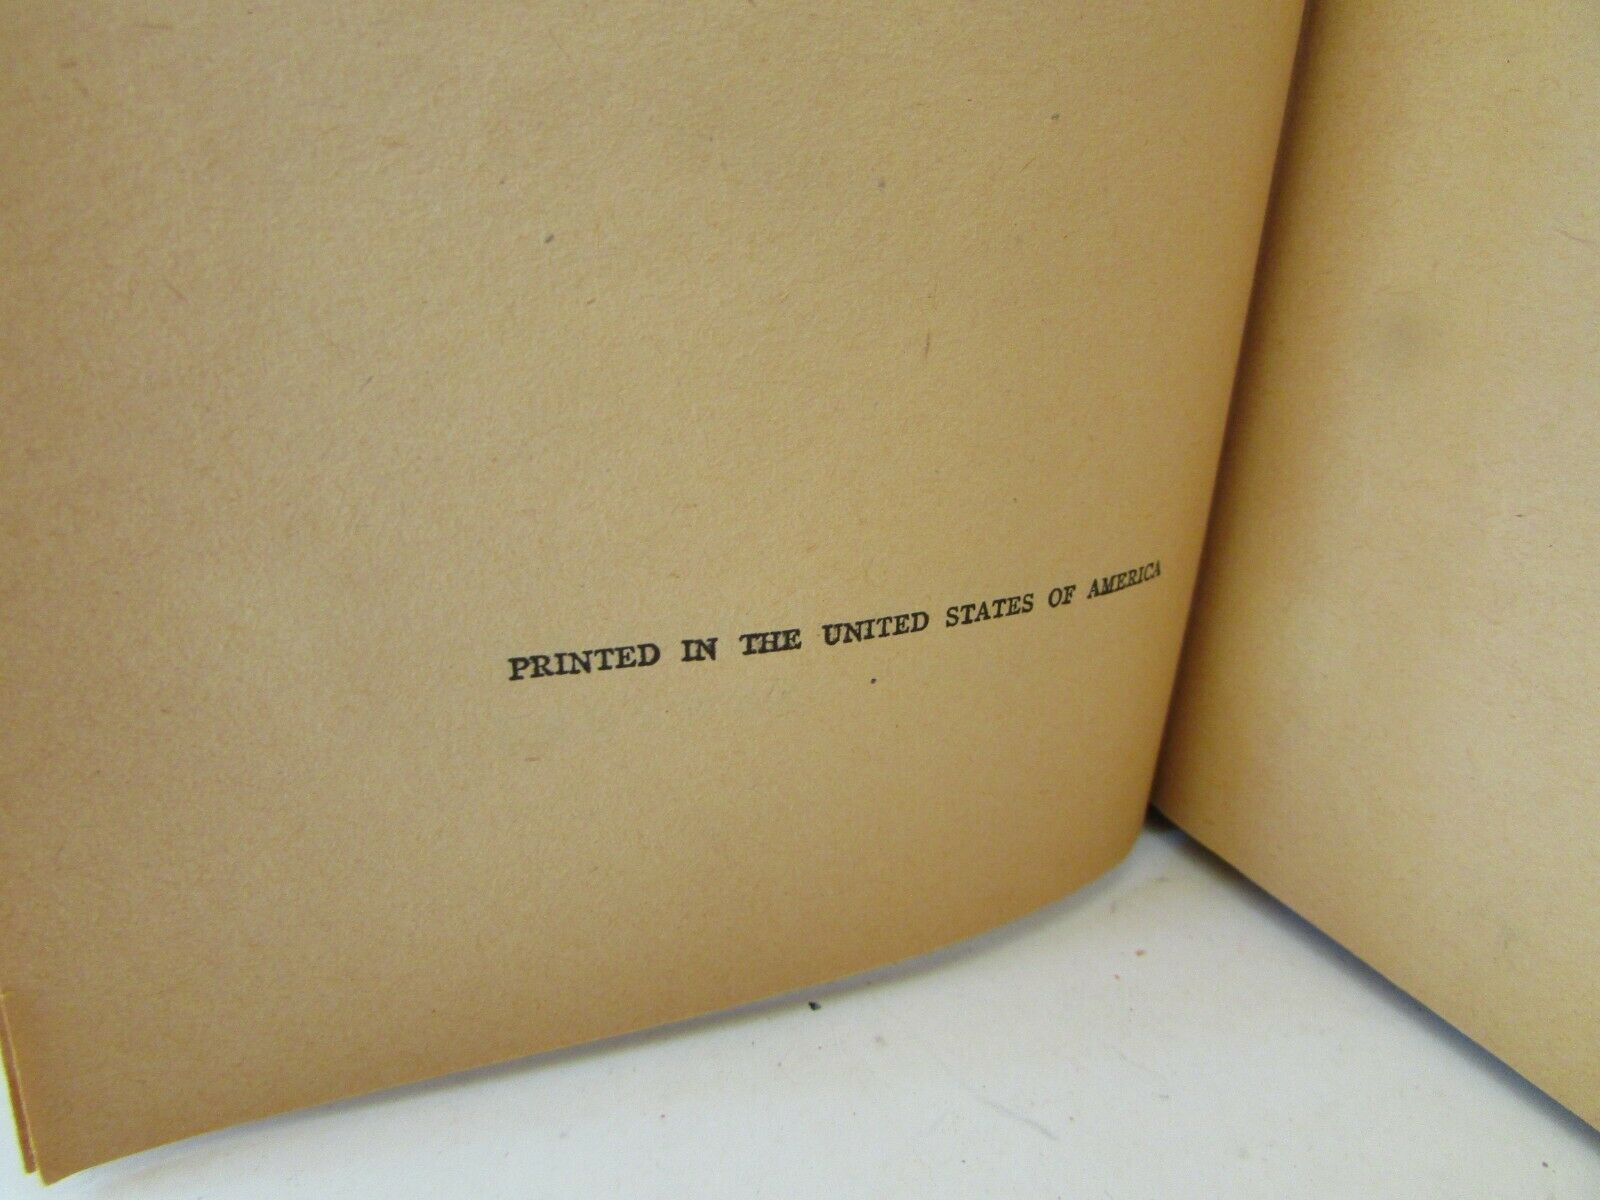 PRINTED IN THE UNITED STATES OF AMERICA